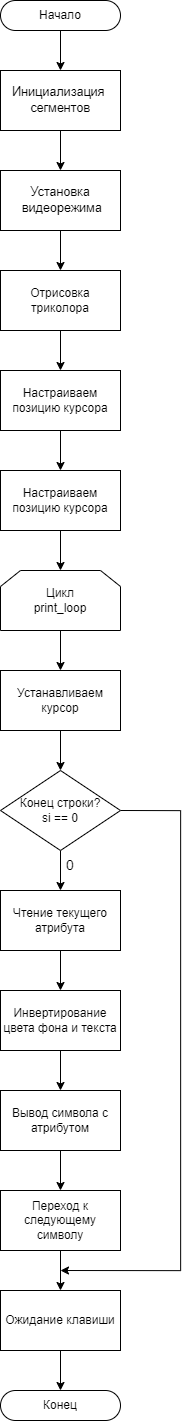 Начало
Инициализация
сегментов
Установка
видеорежима
Отрисовка
триколора
Настраиваем
позицию курсора
Настраиваем
позицию курсора
Цикл
print_loop
Устанавливаем
курсор
Конец строки?
si == 0
0
Чтение текущего
атрибута
Инвертирование
цвета фона и текста
Вывод символа с
атрибутом
Переход к
следующему
символу
Ожидание клавиши
Конец